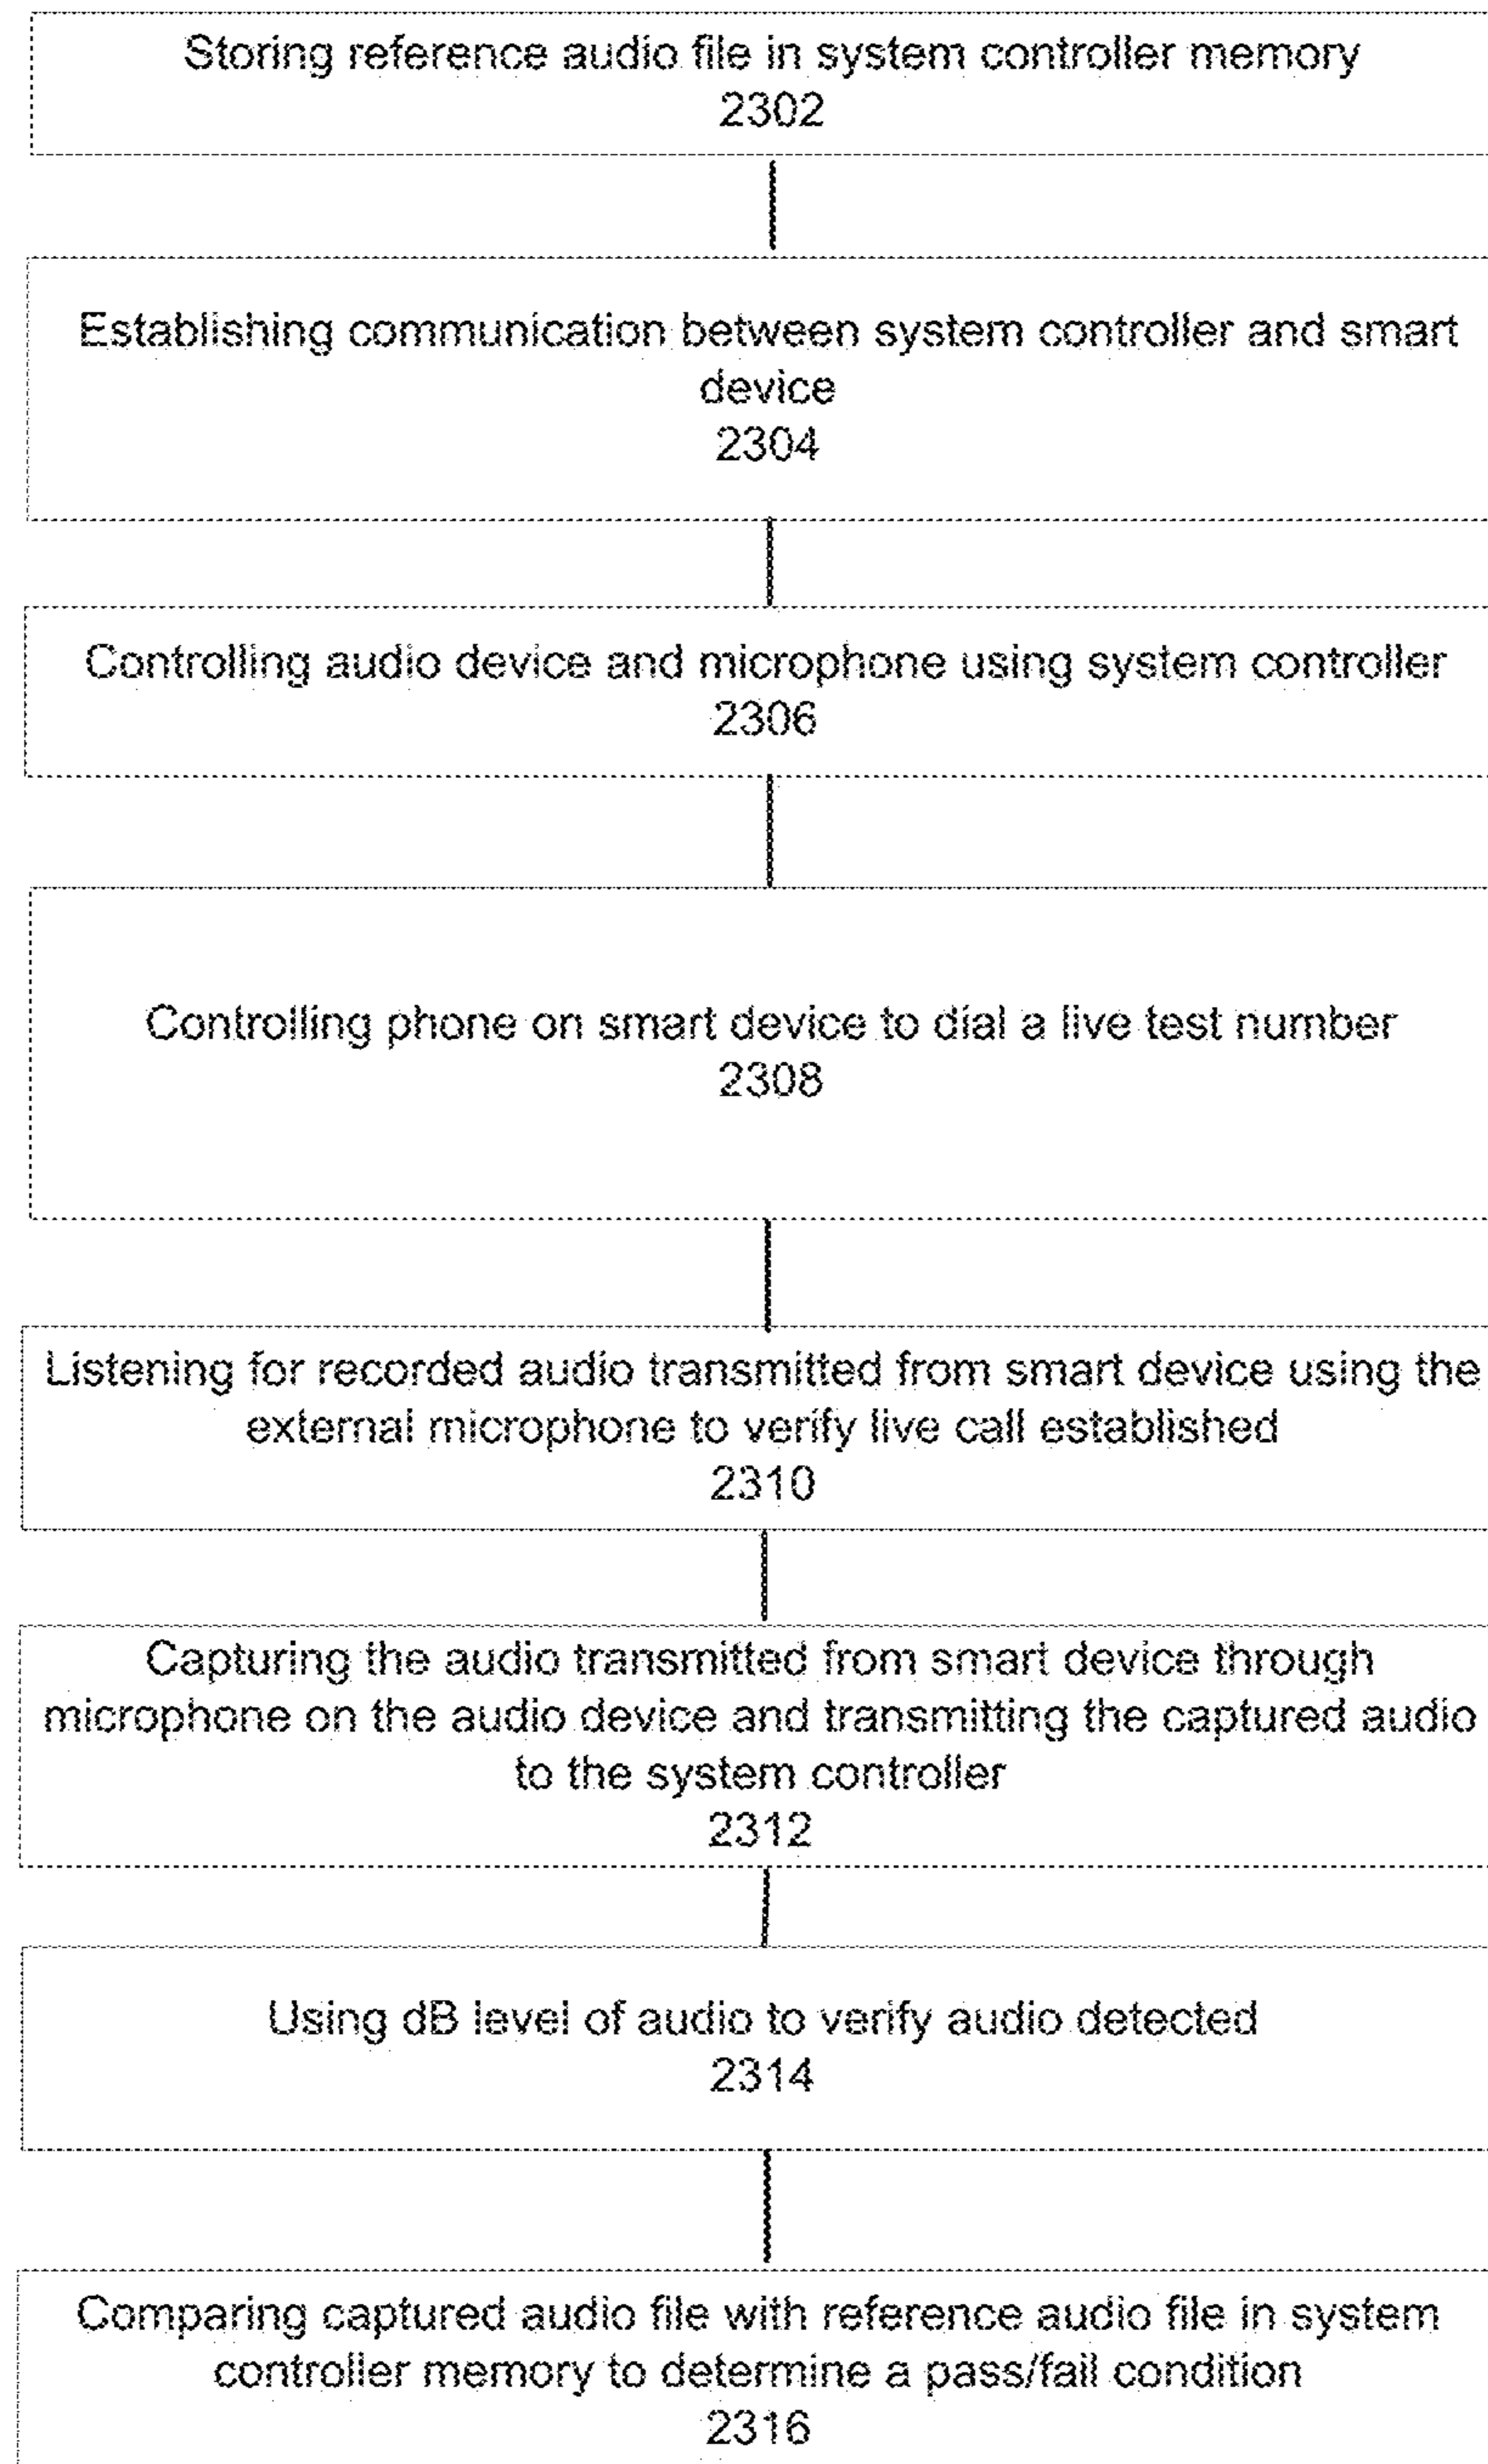 Storing reference audio file in system controller memory
2302
Establishing communication between system controller and smart
device
2304
Controlling audio device and microphone using system controller
2306
Controlling phone on smart device to dial a live test number
2308
Listening for recorded audio transmitted from smart device using the
external microphone to verify live call established
2310
Capturing the audio transmitted from smart device through
microphone on the audio device and transmitting the captured audio
to the system controller
2312
Using dB level of audio to verify audio detected
2314
Comparing captured audio file with reference audio file in system
controller memory to determine a pass/fail condition
2316